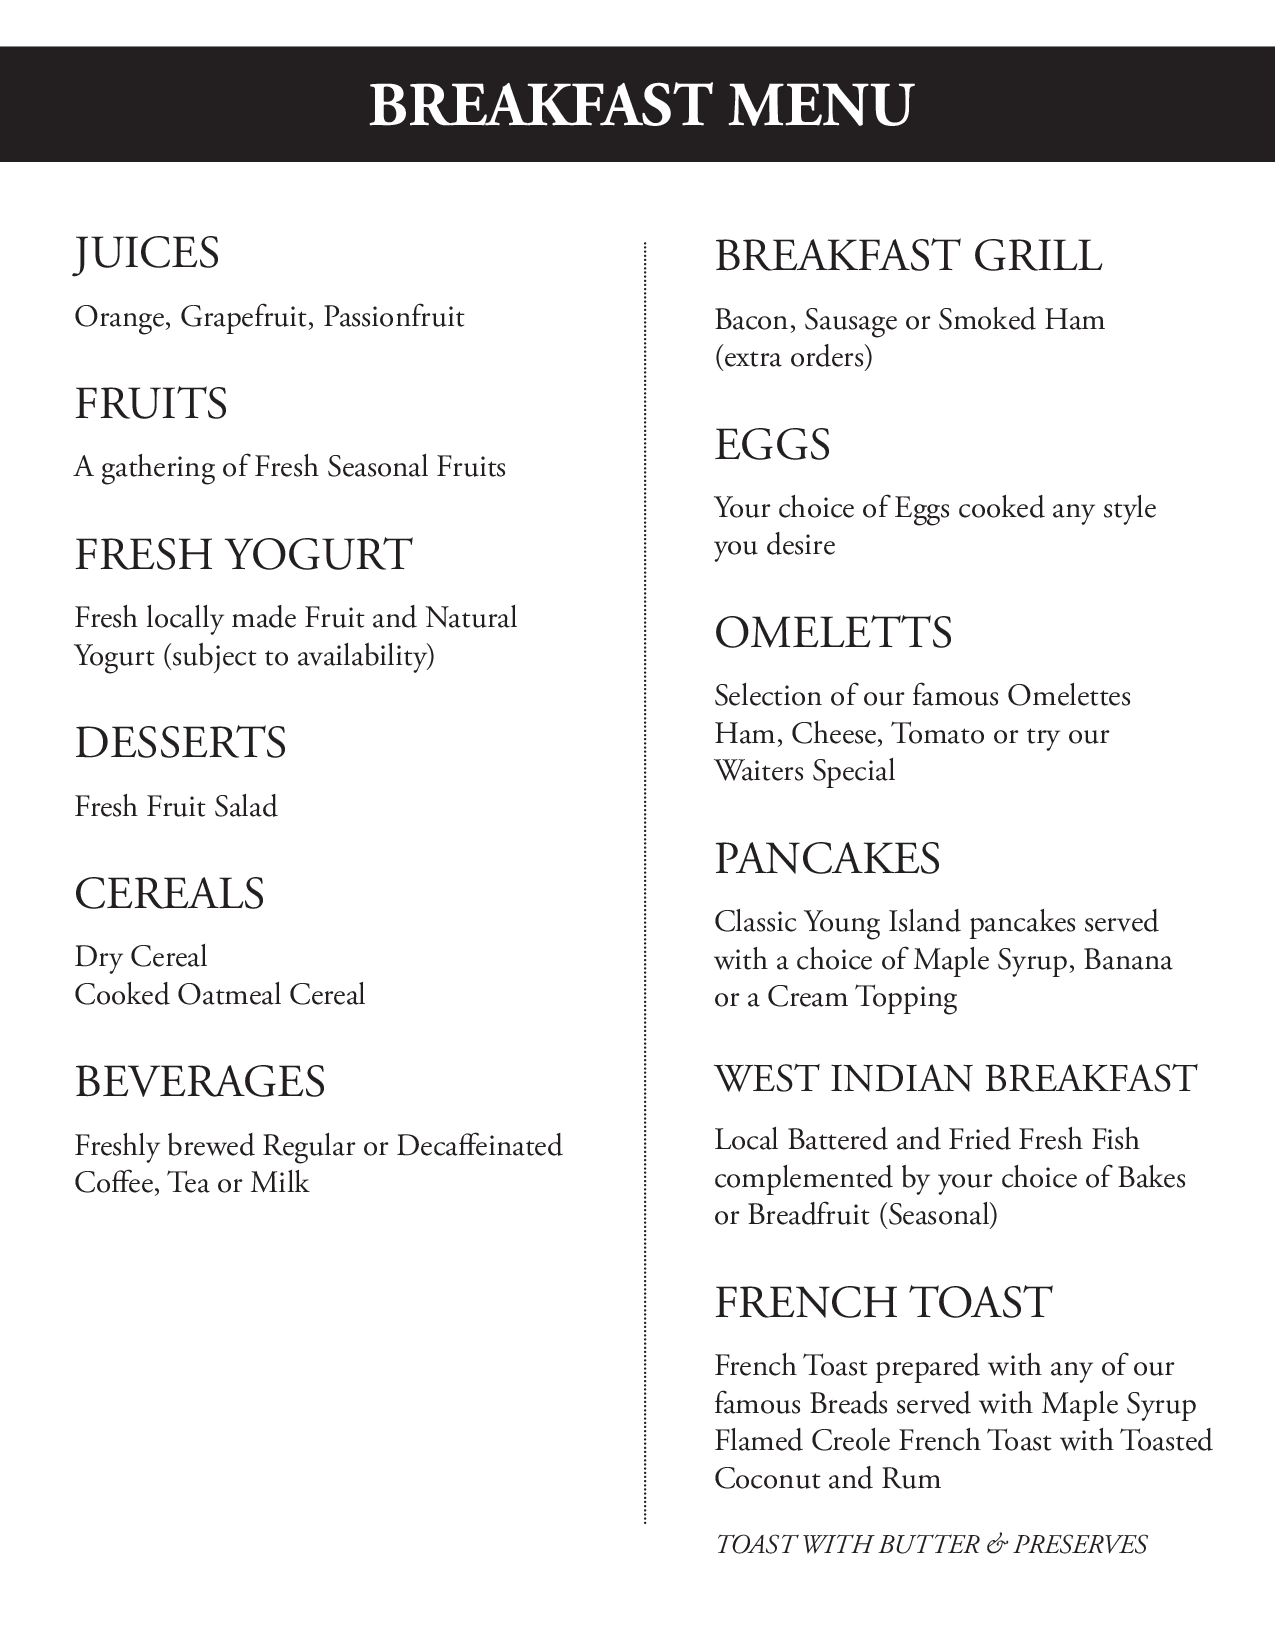 BREAKFAST MENU
JUICES
Orange, Grapefruit, Passionfruit
FRUITS
A gathering of Fresh Seasonal Fruits
FRESH YOGURT
Fresh locally made Fruit and Natural
Yogurt (subject to availability)
DESSERTS
Fresh Fruit Salad
CEREALS
Dry Cereal
Cooked Oatmeal Cereal
BEVERAGES
Freshly brewed Regular or Decaffeinated
Coffee, Tea or Milk
BREAKFAST GRILL
Bacon, Sausage or Smoked Ham
(extra orders)
EGGS
Your choice of Eggs cooked any style
you desire
OMELETTS
Selection of our famous Omelettes
Ham, Cheese, Tomato or try our
Waiters Special
PANCAKES
Classic Young Island pancakes served
with a choice of Maple Syrup, Banana
or a Cream Topping
WEST INDIAN BREAKFAST
Local Battered and Fried Fresh Fish
complemented by your choice of Bakes
or Breadfruit (Seasonal)
FRENCH TOAST
French Toast prepared with any of our
famous Breads served with Maple Syrup
Flamed Creole French Toast with Toasted
Coconut and Rum
TOAST WITH BUTTER & PRESERVES